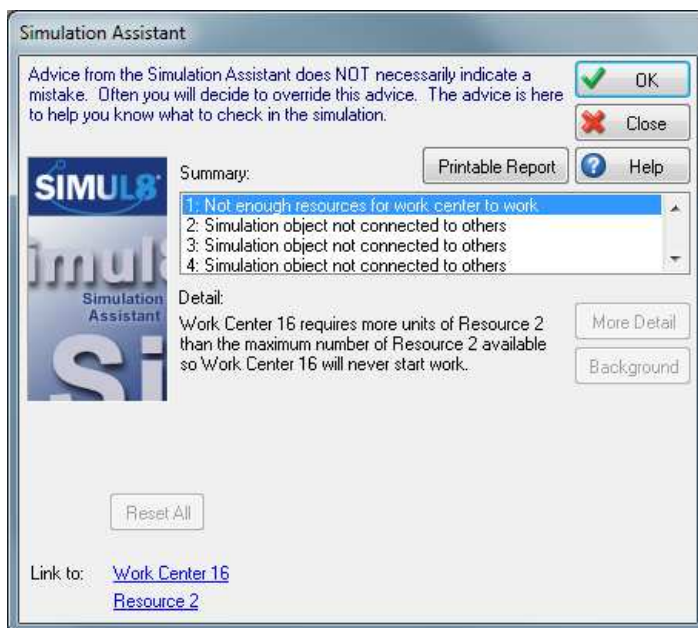 Simulation Assistant
Advice from the Simulation Assistant does NOT necessarily indicate a
mistake. Often you will decide to override this advice. The advice is here
to help you know what to check in the simulation.
OK
Close
Help
Printable Report
SIMUL8
Simulation
Assistant
Si
Summary:
1: Not enough resources for work center to work
2: Simulation object not connected to others
3: Simulation object not connected to others
4: Simulation object not connected to others
Detail:
Work Center 16 requires more units of Resource 2
than the maximum number of Resource 2 available
so Work Center 16 will never start work.
More Detail
Background
Reset All
Link to: Work Center 16
Resource 2